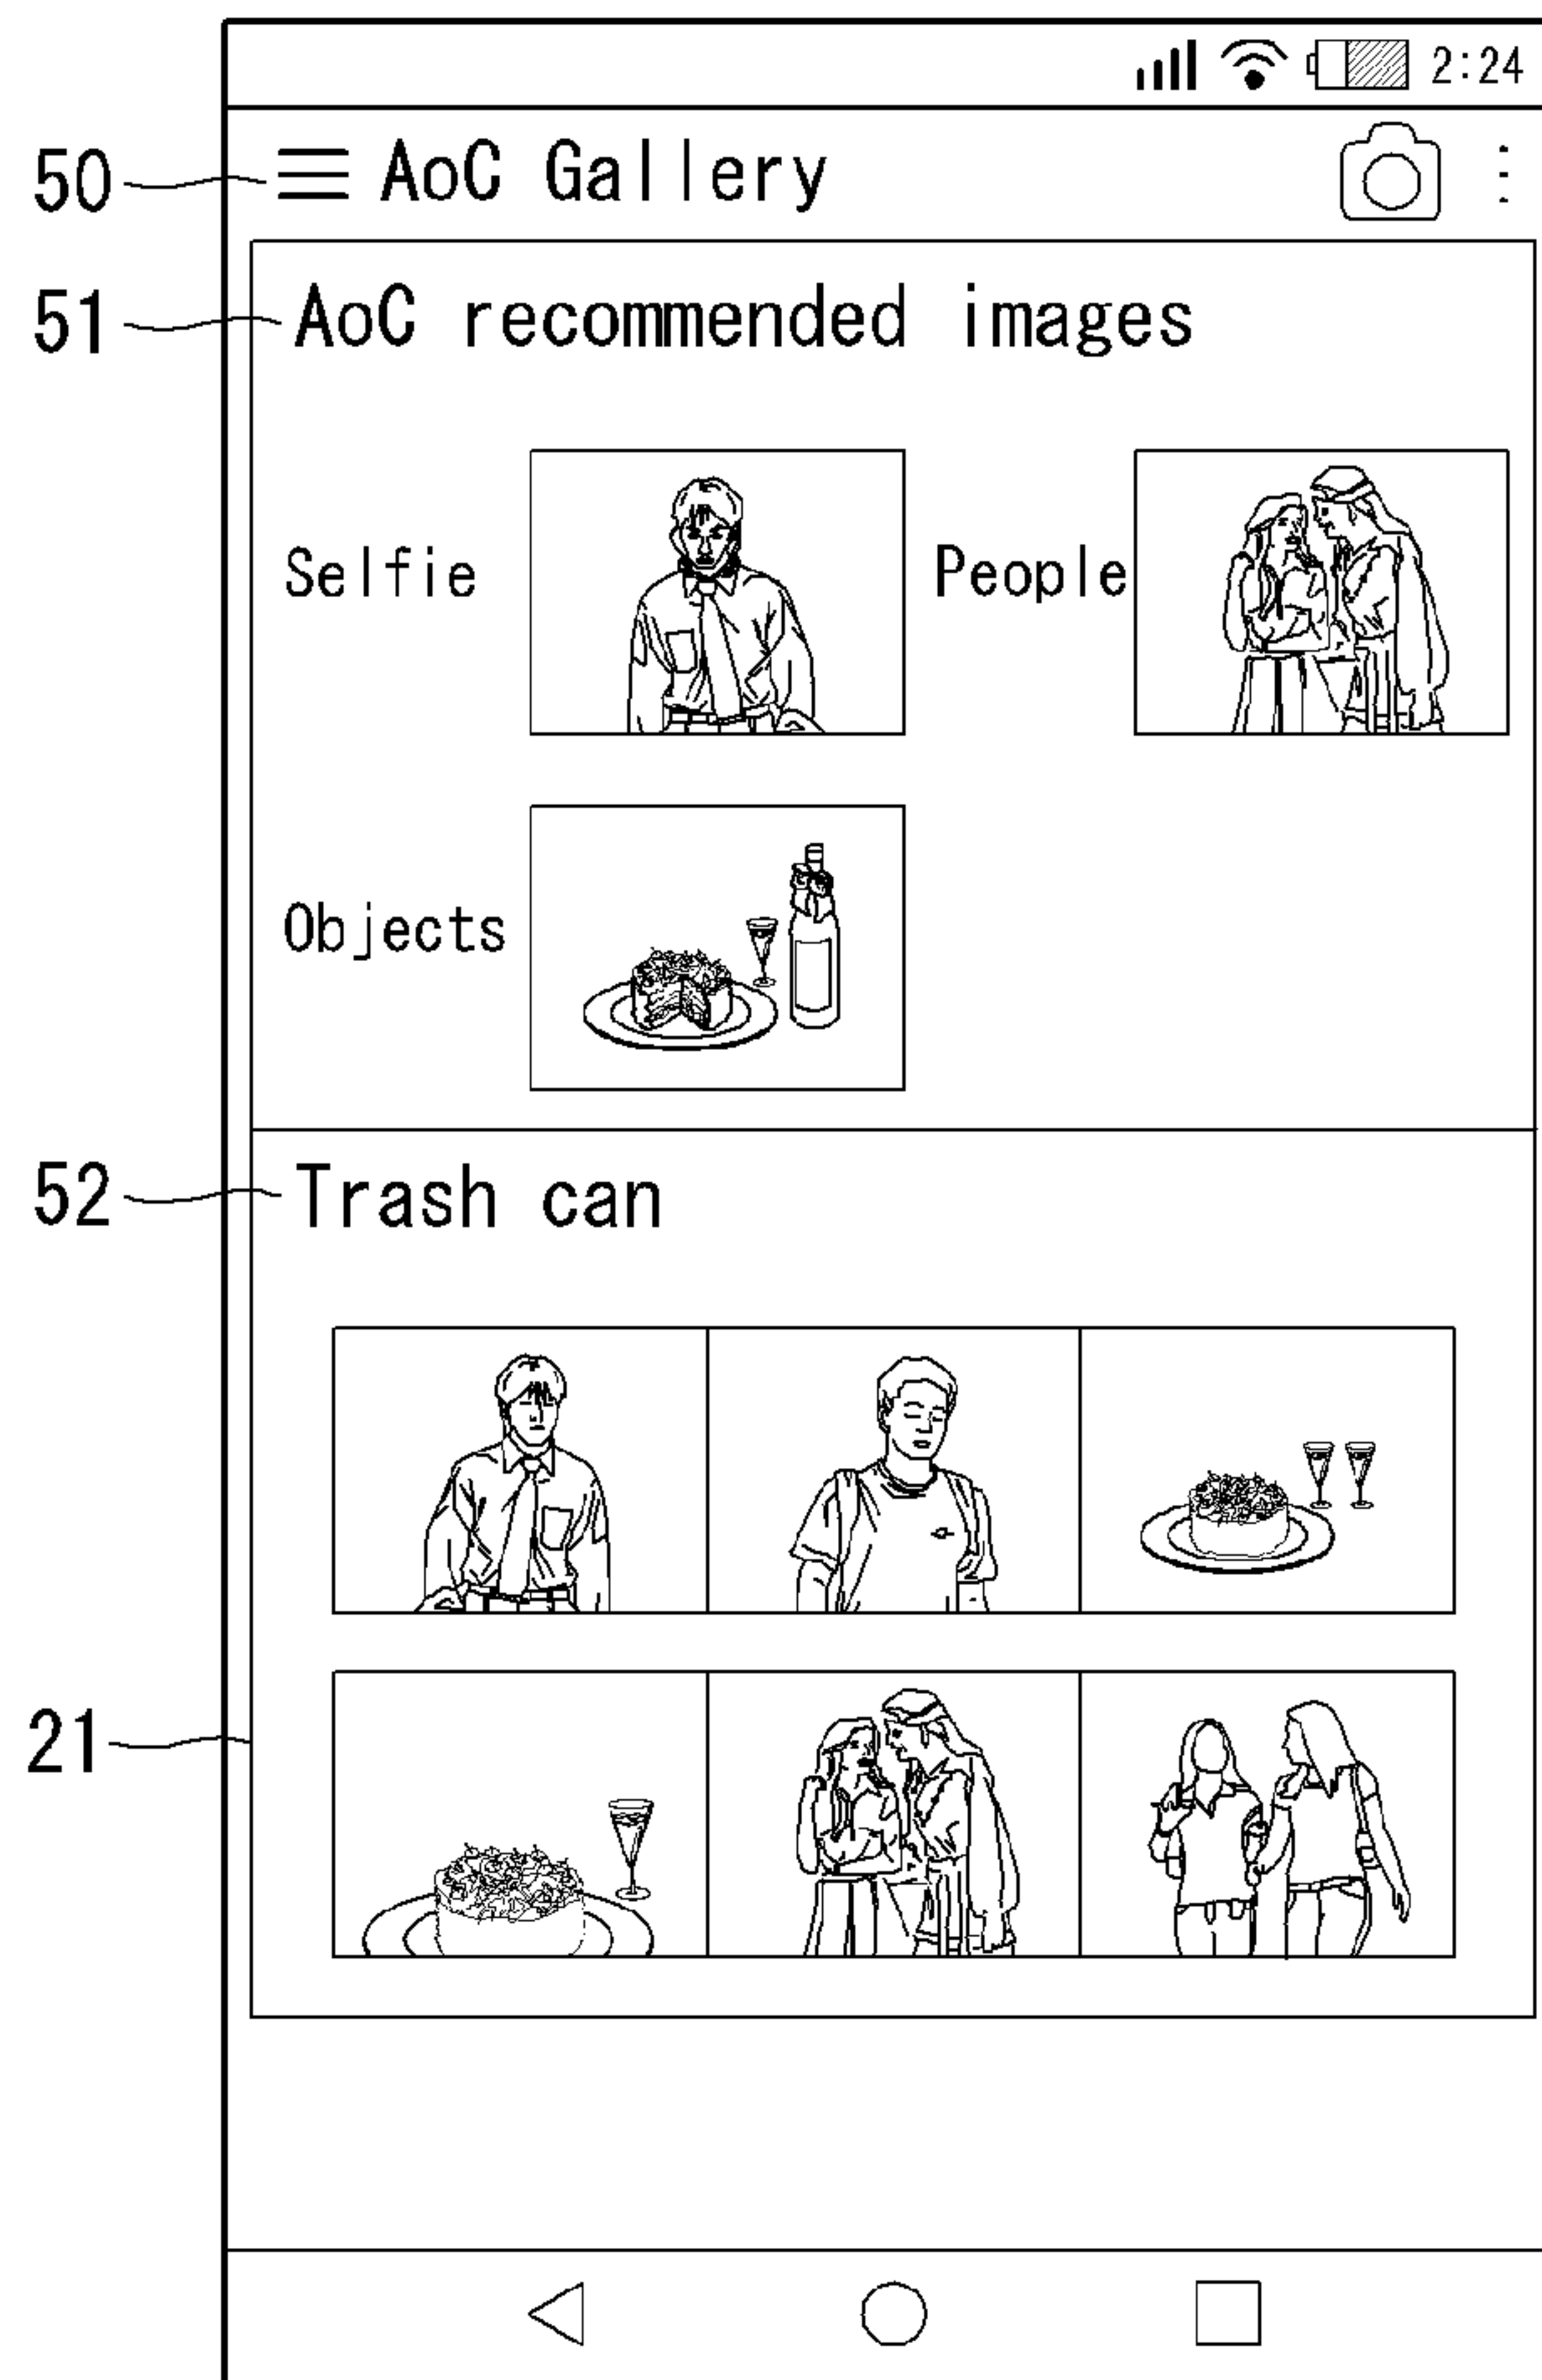 2:24
50 AoC Gallery
51 AoC recommended images
Selfie People
Objects
52 Trash can
21